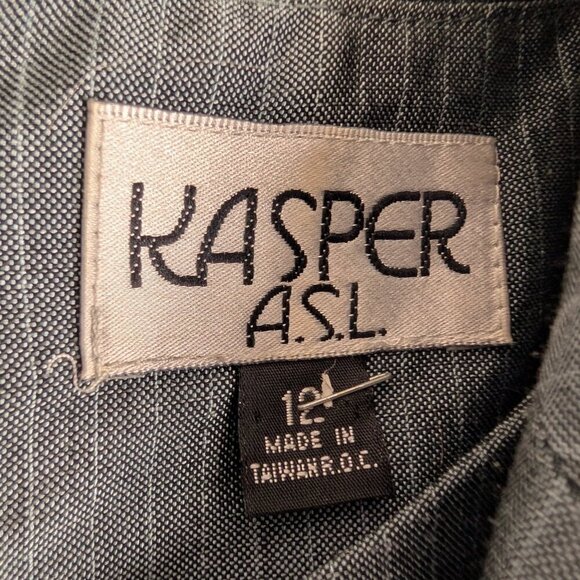 KASPER
A.S.L.
12
MADE IN
TAIWAN R.O.C.